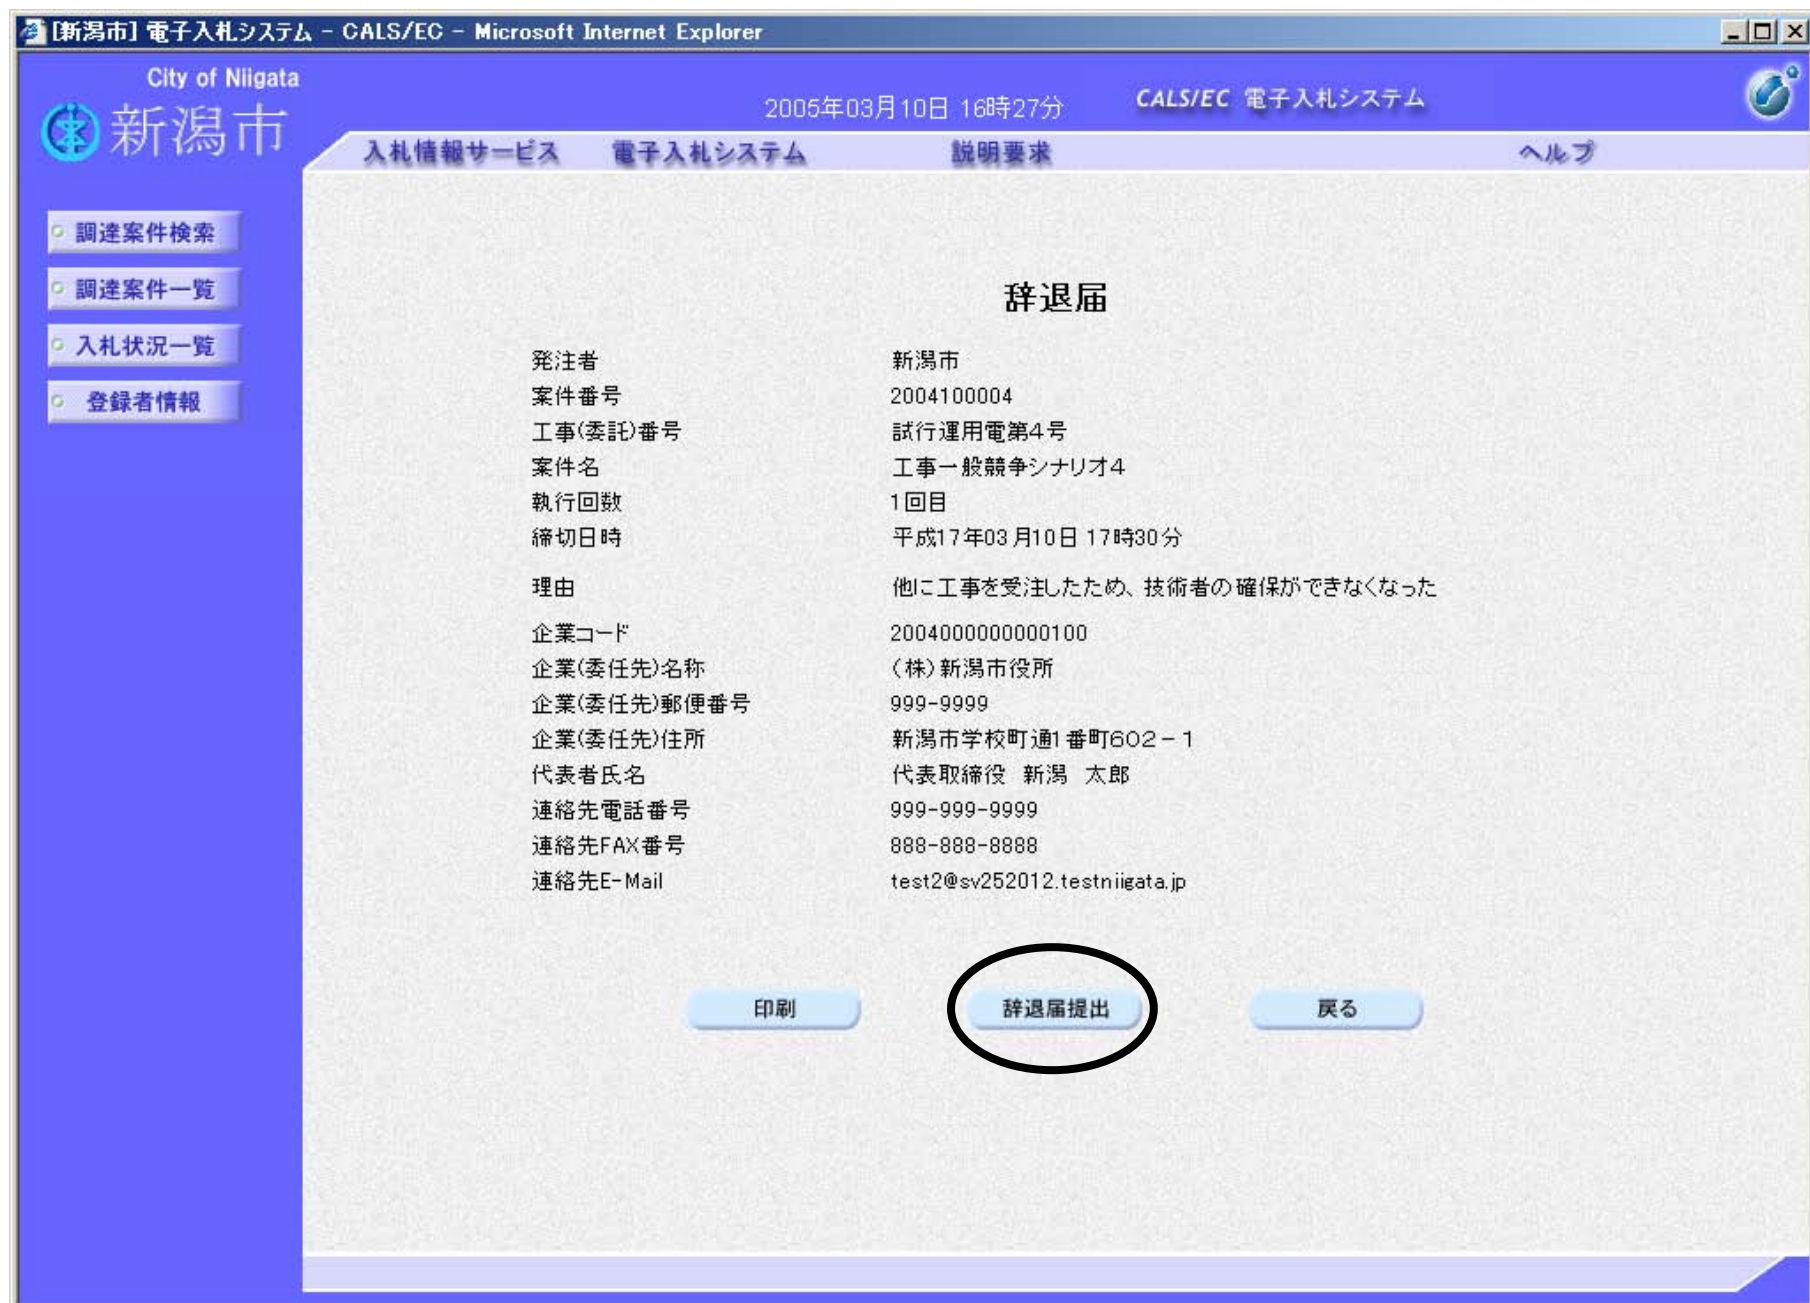 [新潟市] 電子入札システム - CALS/EC - Microsoft Internet Explorer
City of Niigata
新潟市
2005年03月10日 16時27分
CALS/EC 電子入札システム
入札情報サービス 電子入札システム 説明要求 ヘルプ
調達案件検索
調達案件一覧
入札状況一覧
登録者情報
辞退届
発注者 新潟市
案件番号 2004100004
工事(委託)番号 試行運用電第4号
案件名 工事一般競争シナリオ4
執行回数 1回目
締切日時 平成17年03月10日 17時30分
理由 他に工事を受注したため、技術者の確保ができなくなった
企業コード 2004000000000100
企業(委任先)名称 (株)新潟市役所
企業(委任先)郵便番号 999-9999
企業(委任先)住所 新潟市学校町通1番町602-1
代表者氏名 代表取締役 新潟 太郎
連絡先電話番号 999-999-9999
連絡先FAX番号 888-888-8888
連絡先E-Mail test2@sv252012.testniigata.jp
印刷 辞退届提出 戻る